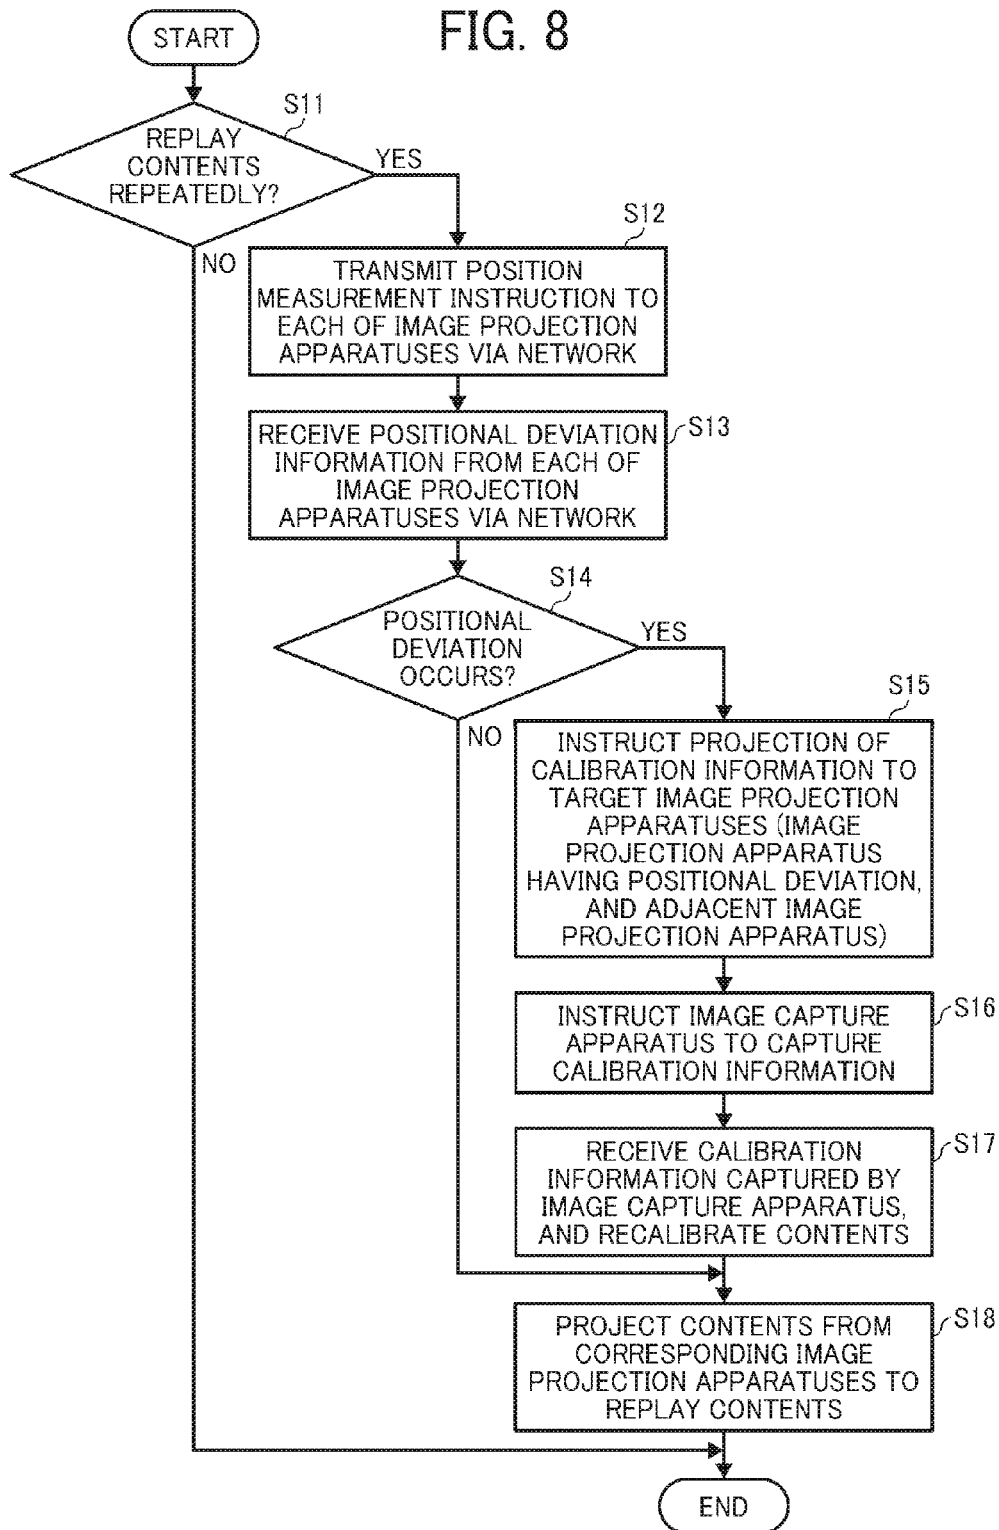 FIG. 8
START
S11
REPLAY
CONTENTS
REPEATEDLY?
YES
NO
S12
TRANSMIT POSITION
MEASUREMENT INSTRUCTION TO
EACH OF IMAGE PROJECTION
APPARATUSES VIA NETWORK
S13
RECEIVE POSITIONAL DEVIATION
INFORMATION FROM EACH OF
IMAGE PROJECTION
APPARATUSES VIA NETWORK
S14
POSITIONAL
DEVIATION
OCCURS?
YES
NO
S15
INSTRUCT PROJECTION OF
CALIBRATION INFORMATION TO
TARGET IMAGE PROJECTION
APPARATUSES (IMAGE
PROJECTION APPARATUS
HAVING POSITIONAL DEVIATION,
AND ADJACENT IMAGE
PROJECTION APPARATUS)
S16
INSTRUCT IMAGE CAPTURE
APPARATUS TO CAPTURE
CALIBRATION INFORMATION
S17
RECEIVE CALIBRATION
INFORMATION CAPTURED BY
IMAGE CAPTURE APPARATUS,
AND RECALIBRATE CONTENTS
S18
PROJECT CONTENTS FROM
CORRESPONDING IMAGE
PROJECTION APPARATUSES TO
REPLAY CONTENTS
END